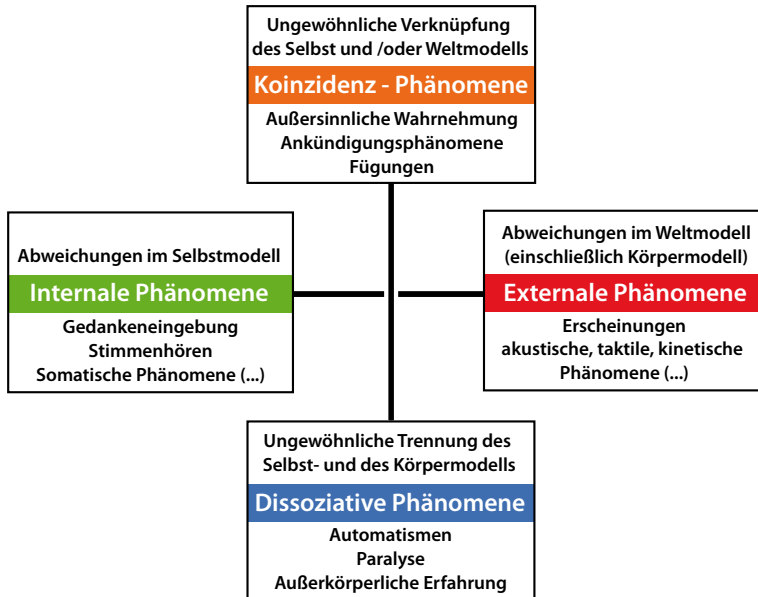 Ungewöhnliche Verknüpfung
des Selbst und /oder Weltmodells
Koinzidenz - Phänomene
Außersinnliche Wahrnehmung
Ankündigungsphänomene
Fügungen
Abweichungen im Selbstmodell
Internale Phänomene
Gedankeneingebung
Stimmenhören
Somatische Phänomene (...)
Abweichungen im Weltmodell
(einschließlich Körpermodell)
Externale Phänomene
Erscheinungen
akustische, taktile, kinetische
Phänomene (...)
Ungewöhnliche Trennung des
Selbst- und des Körpermodells
Dissoziative Phänomene
Automatismen
Paralyse
Außerkörperliche Erfahrung